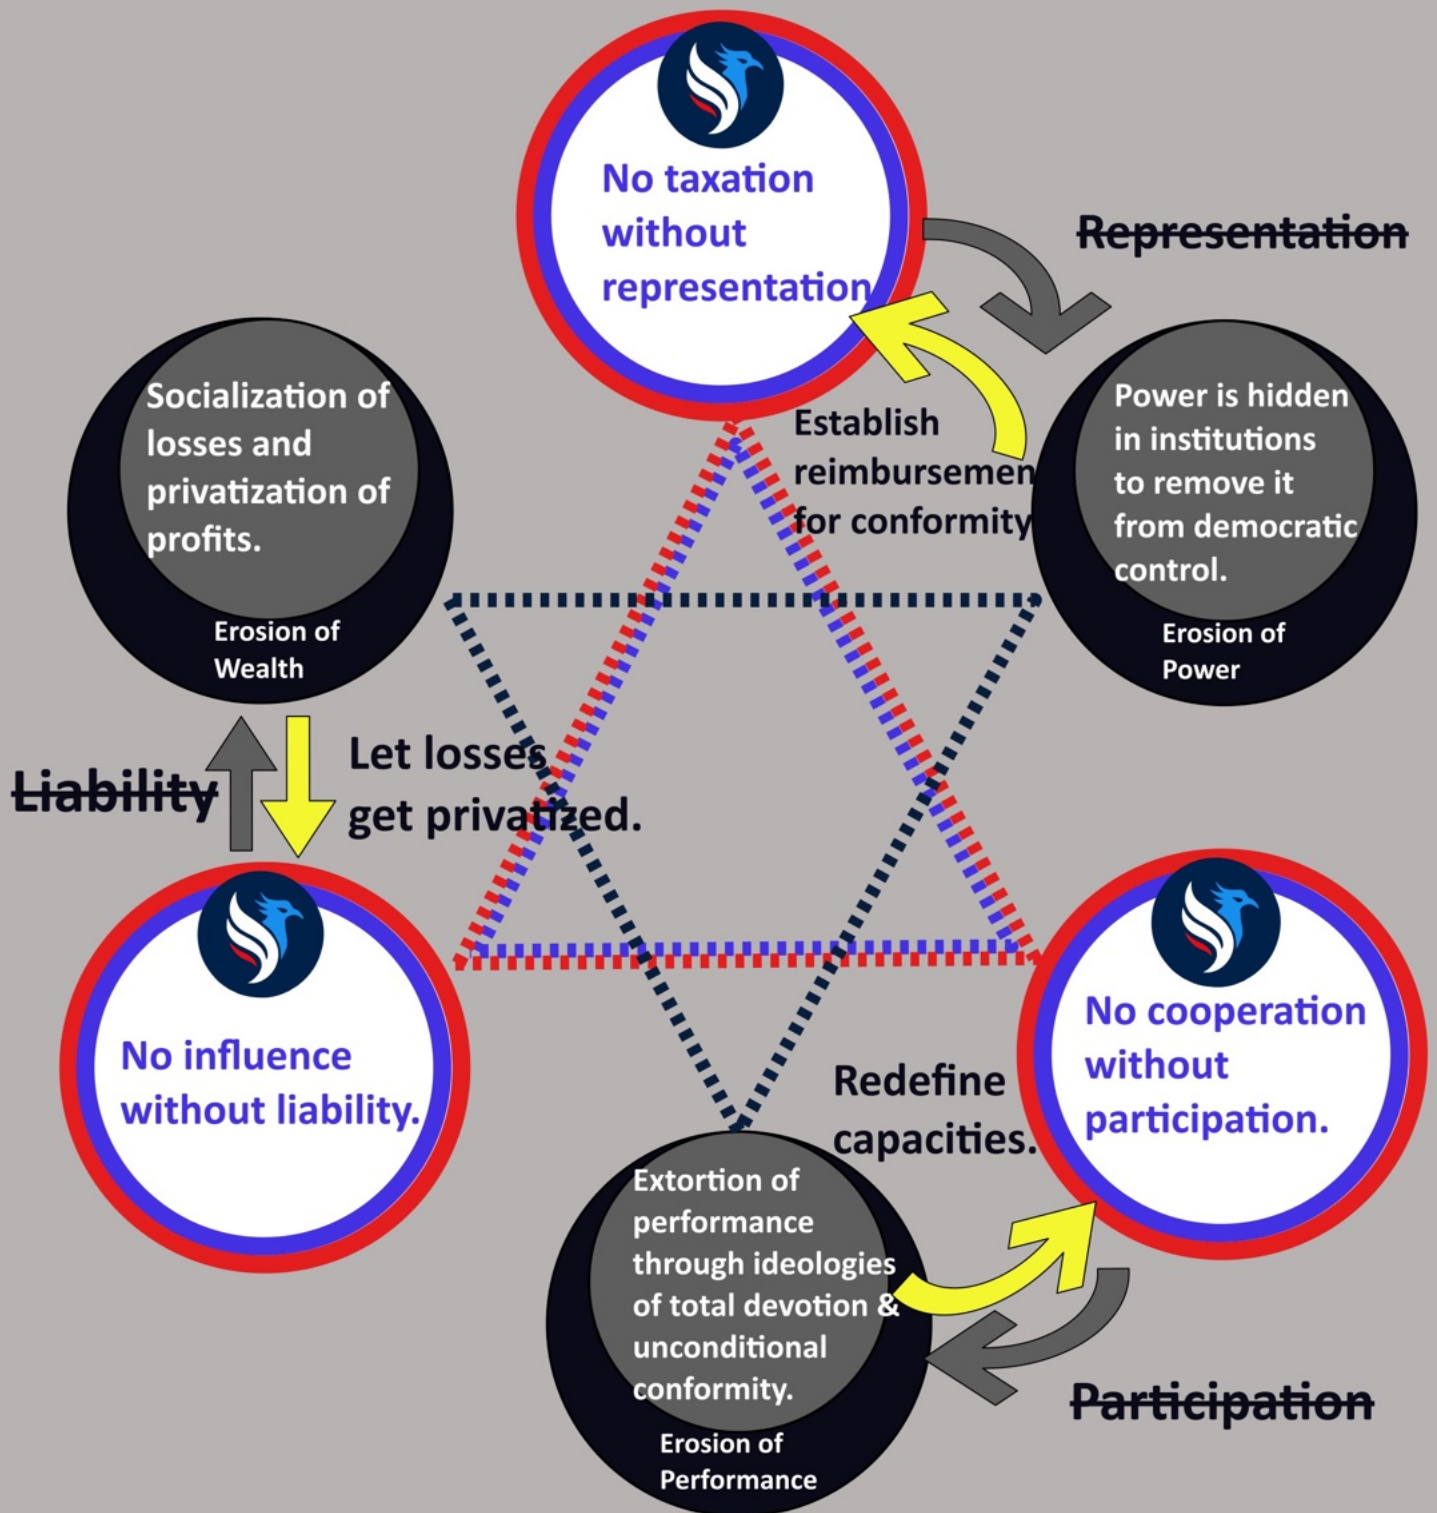 No taxation
without
representation
Representation
Establish
reimbursemen
for conformity
Power is hidden
in institutions
to remove it
from democratic
control.
Erosion of
Power
Socialization of
losses and
privatization of
profits.
Erosion of
Wealth
Liability
Let losses
get privatized.
No influence
without liability.
No cooperation
without
participation.
Redefine
capacities.
Extortion of
performance
through ideologies
of total devotion &
unconditional
conformity.
Erosion of
Performance
Participation